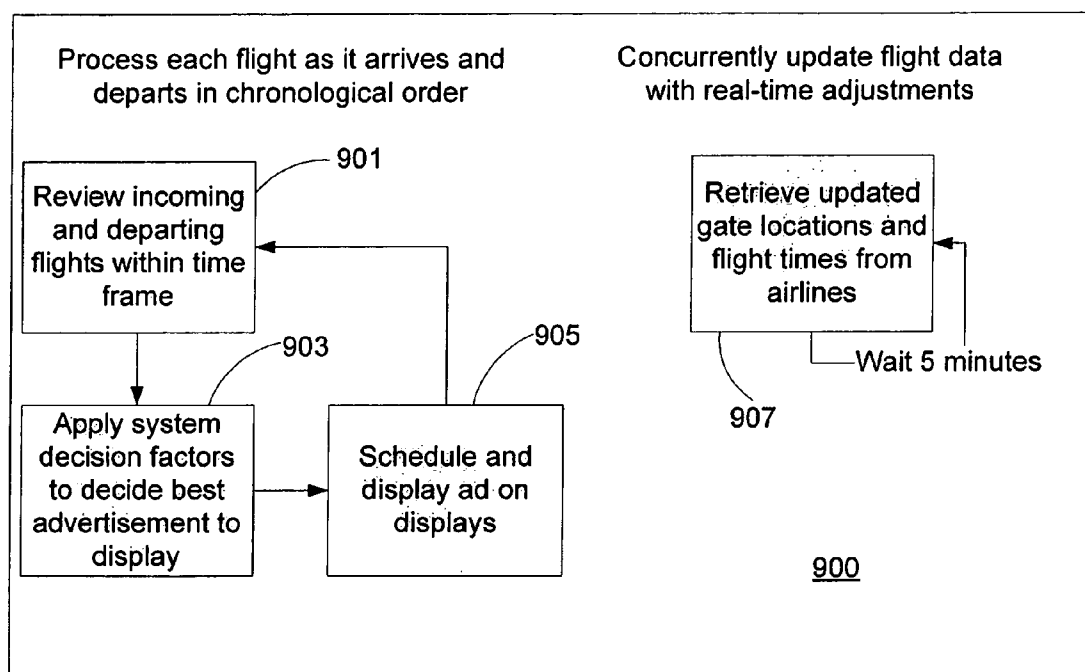 Process each flight as it arrives and
departs in chronological order
Concurrently update flight data
with real-time adjustments
901
Review incoming
and departing
flights within time
frame
903
Apply system
decision factors
to decide best
advertisement to
display
905
Schedule and
display ad on
displays
Retrieve updated
gate locations and
flight times from
airlines
Wait 5 minutes
907
900